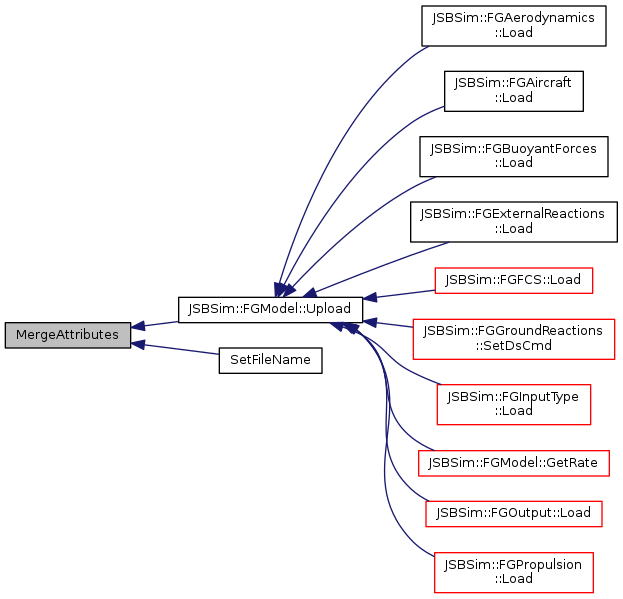 MergeAttributes
JSBSim::FGModel::Upload
SetFileName
JSBSim::FGAerodynamics
::Load
JSBSim::FGAircraft
::Load
JSBSim::FGBuoyantForces
::Load
JSBSim::FGExternalReactions
::Load
JSBSim::FGFCS::Load
JSBSim::FGGroundReactions
::SetDsCmd
JSBSim::FGInputType
::Load
JSBSim::FGModel::GetRate
JSBSim::FGOutput::Load
JSBSim::FGPropulsion
::Load